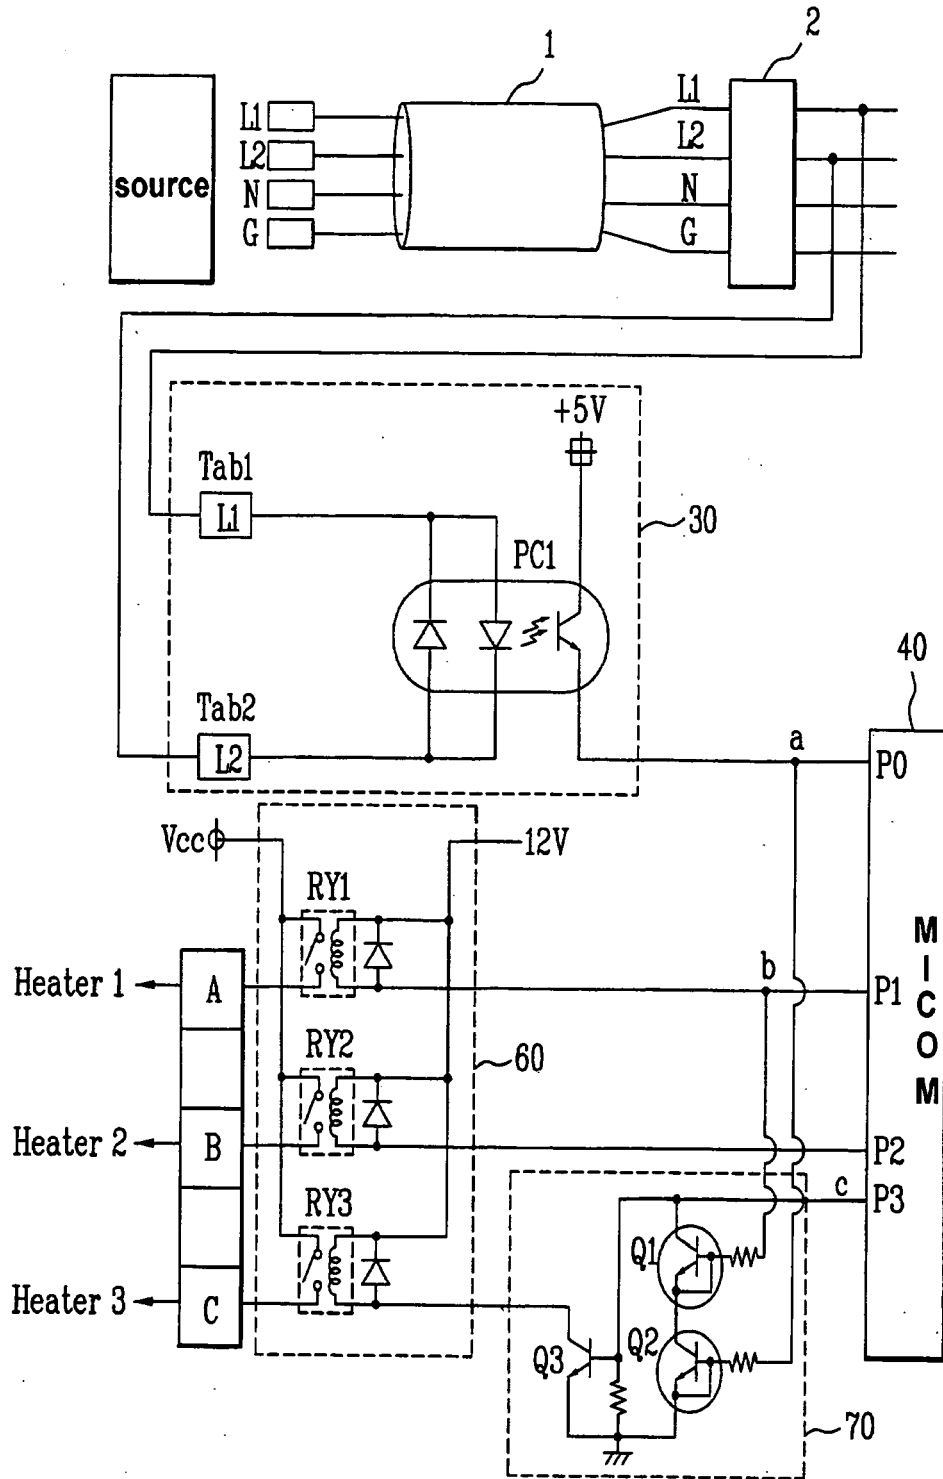 1
2
source
L1
L2
N
G
L1
L2
N
G
+5V
Tab1
L1
PC1
30
Tab2
L2
40
a
P0
Vcc
12V
RY1
MICOM
Heater 1
A
b
P1
RY2
60
Heater 2
B
P2
RY3
c
P3
Q1
Heater 3
C
Q3
Q2
70